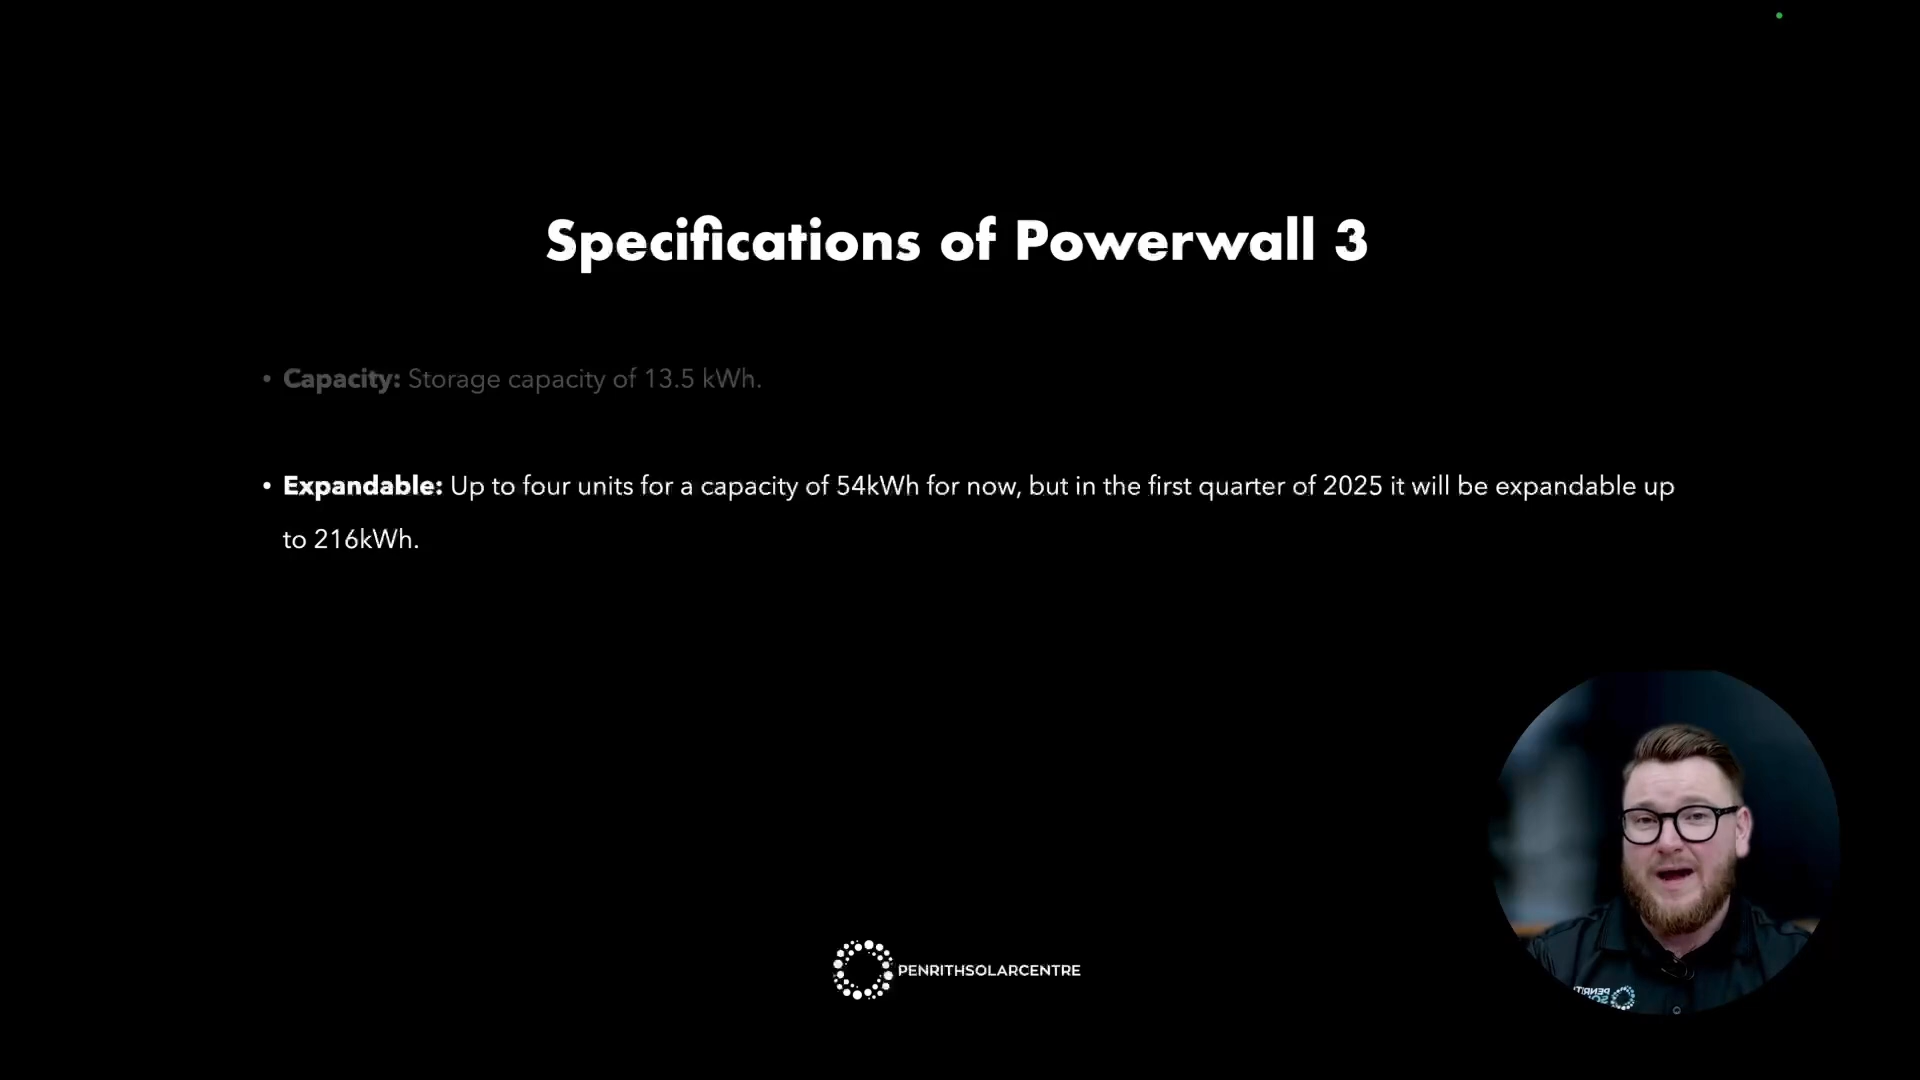 Specifications of Powerwall 3
• Capacity: Storage capacity of 13.5 kWh.
• Expandable: Up to four units for a capacity of 54kWh for now, but in the first quarter of 2025 it will be expandable up
to 216kWh.
PENRITHSOLARCENTRE